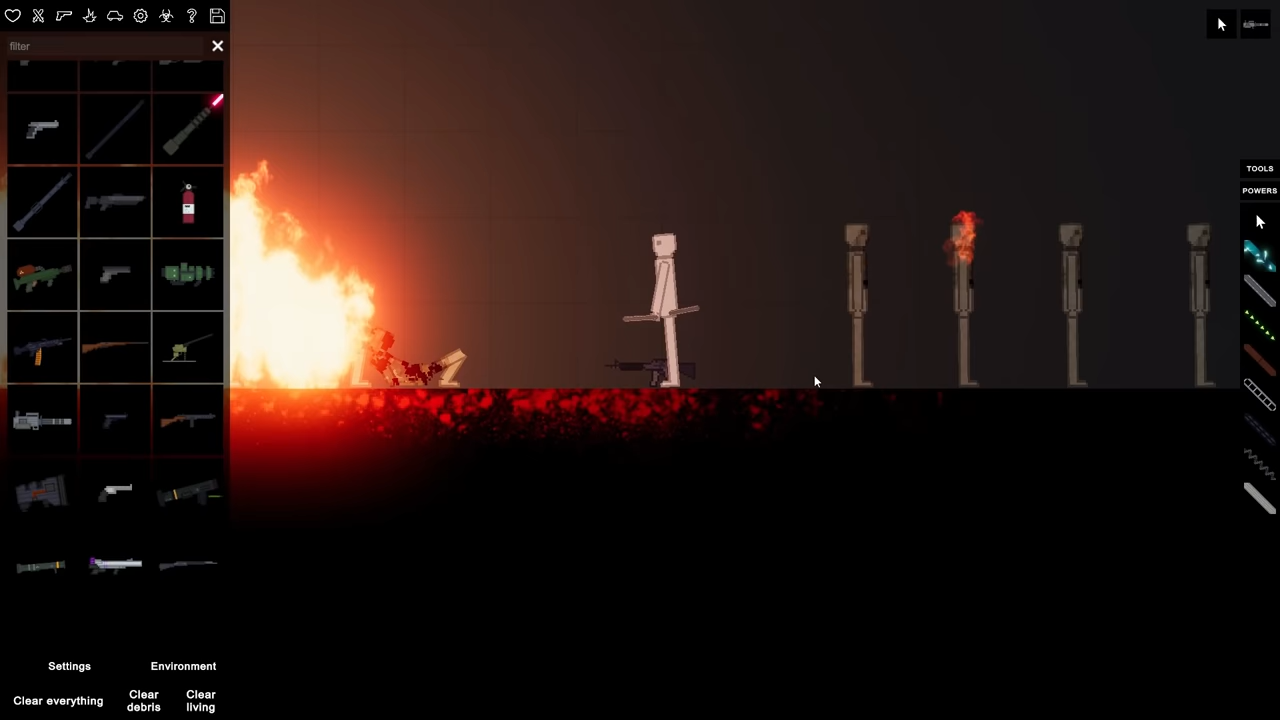 filter
TOOLS
POWERS
Settings Environment
Clear everything Clear debris Clear living